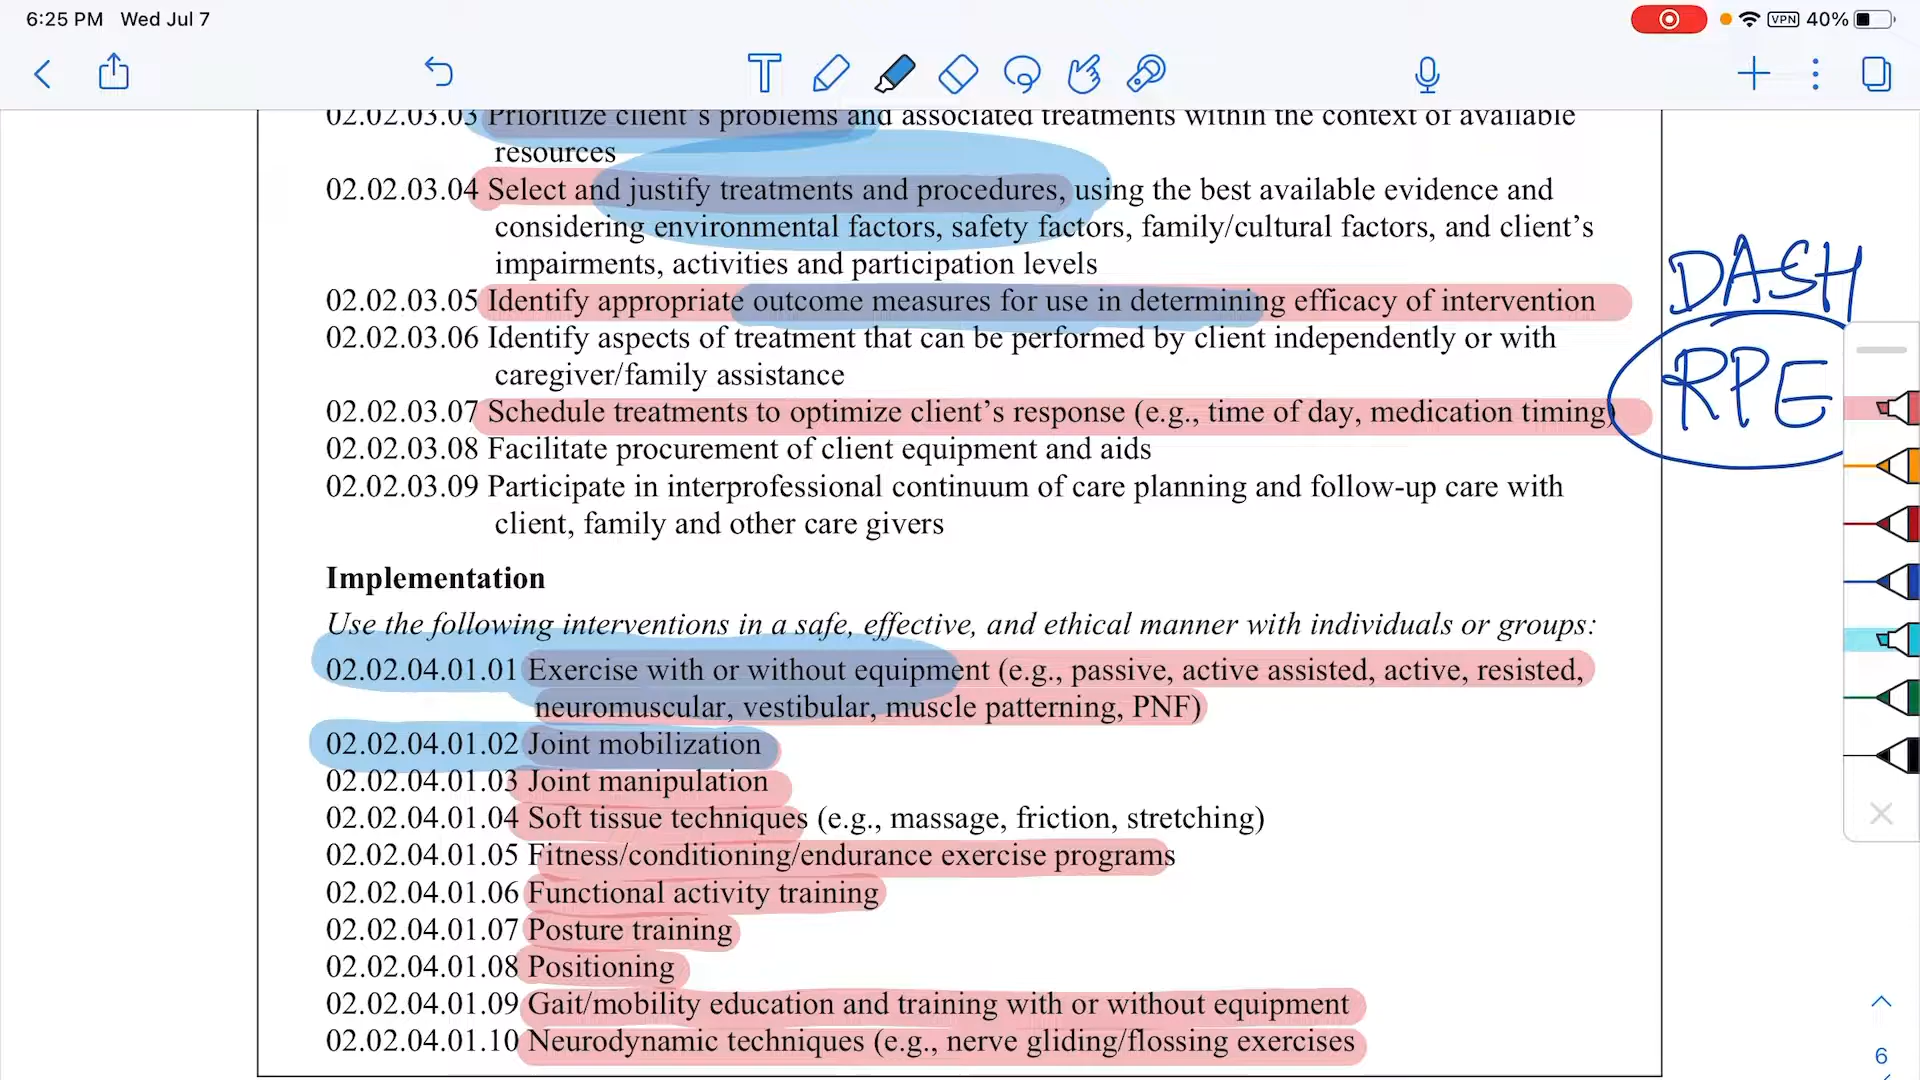 6:25 PM Wed Jul 7
VPN 40%
02.02.03.03 Prioritize client's problems and associated treatments within the context of available
resources
02.02.03.04 Select and justify treatments and procedures, using the best available evidence and
considering environmental factors, safety factors, family/cultural factors, and client's
impairments, activities and participation levels
02.02.03.05 Identify appropriate outcome measures for use in determining efficacy of intervention
02.02.03.06 Identify aspects of treatment that can be performed by client independently or with
caregiver/family assistance
02.02.03.07 Schedule treatments to optimize client's response (e.g., time of day, medication timing)
02.02.03.08 Facilitate procurement of client equipment and aids
02.02.03.09 Participate in interprofessional continuum of care planning and follow-up care with
client, family and other care givers
DASH
RPE
Implementation
Use the following interventions in a safe, effective, and ethical manner with individuals or groups:
02.02.04.01.01 Exercise with or without equipment (e.g., passive, active assisted, active, resisted,
neuromuscular, vestibular, muscle patterning, PNF)
02.02.04.01.02 Joint mobilization
02.02.04.01.03 Joint manipulation
02.02.04.01.04 Soft tissue techniques (e.g., massage, friction, stretching)
02.02.04.01.05 Fitness/conditioning/endurance exercise programs
02.02.04.01.06 Functional activity training
02.02.04.01.07 Posture training
02.02.04.01.08 Positioning
02.02.04.01.09 Gait/mobility education and training with or without equipment
02.02.04.01.10 Neurodynamic techniques (e.g., nerve gliding/flossing exercises
6